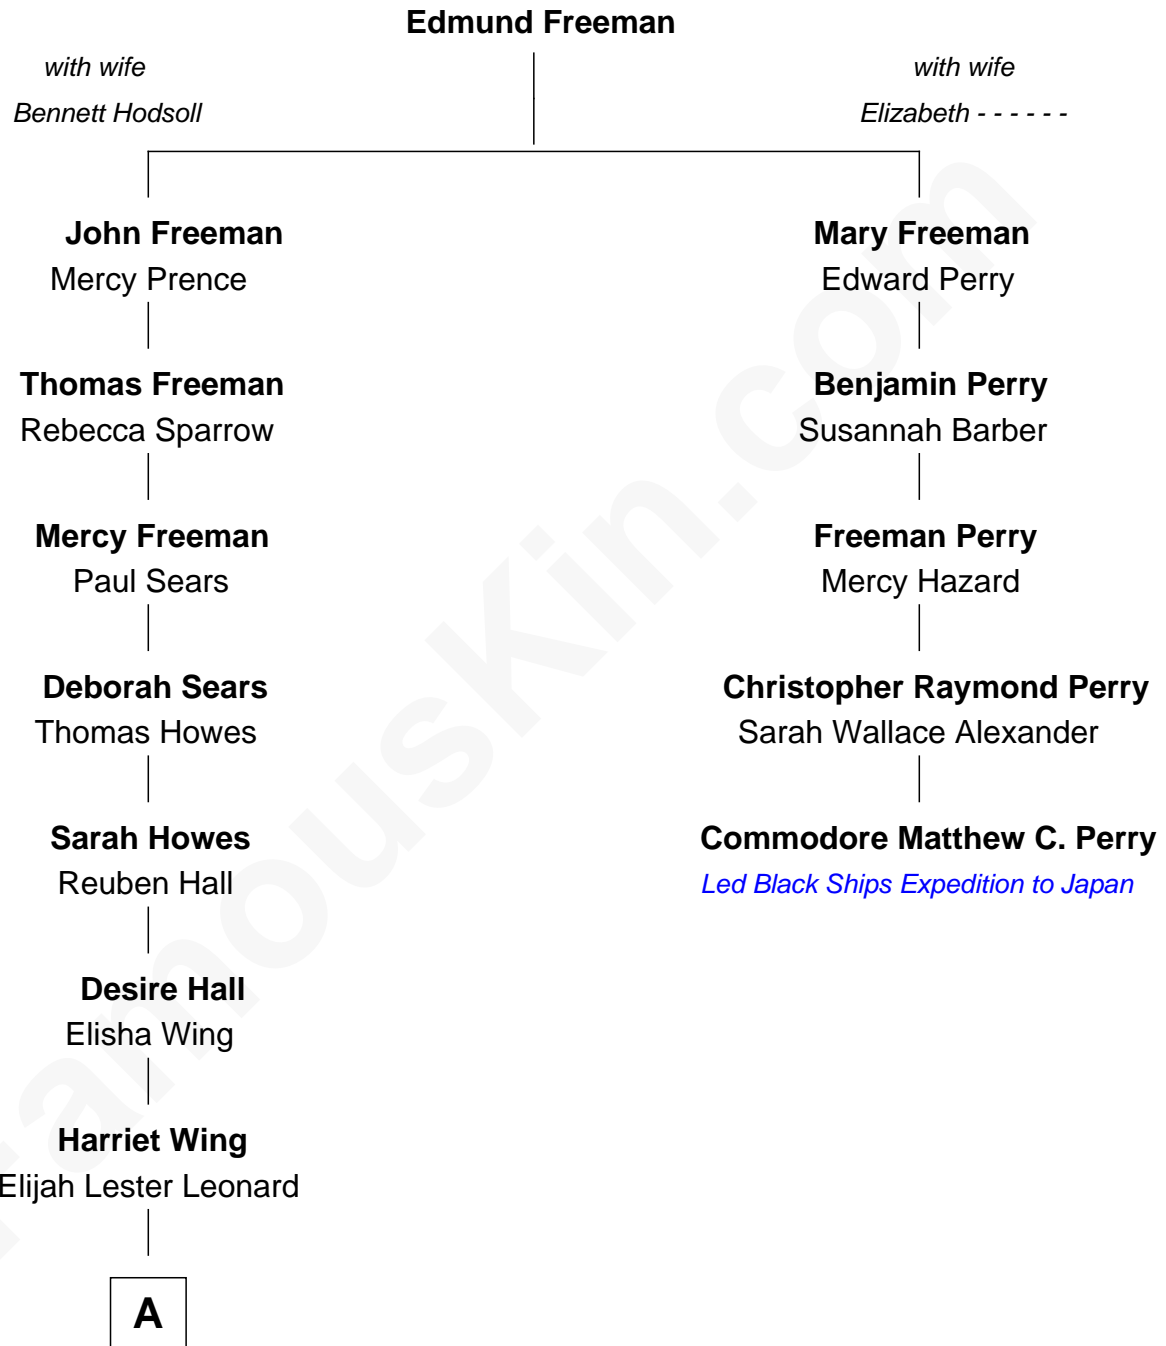 Edmund Freeman
with wife
Bennett Hodsoll
with wife
Elizabeth - - - - - -
John Freeman
Mercy Prence
Mary Freeman
Edward Perry
Thomas Freeman
Rebecca Sparrow
Benjamin Perry
Susannah Barber
Mercy Freeman
Paul Sears
Freeman Perry
Mercy Hazard
Deborah Sears
Thomas Howes
Christopher Raymond Perry
Sarah Wallace Alexander
Sarah Howes
Reuben Hall
Commodore Matthew C. Perry
Led Black Ships Expedition to Japan
Desire Hall
Elisha Wing
Harriet Wing
Elijah Lester Leonard
A
FamousKin.com